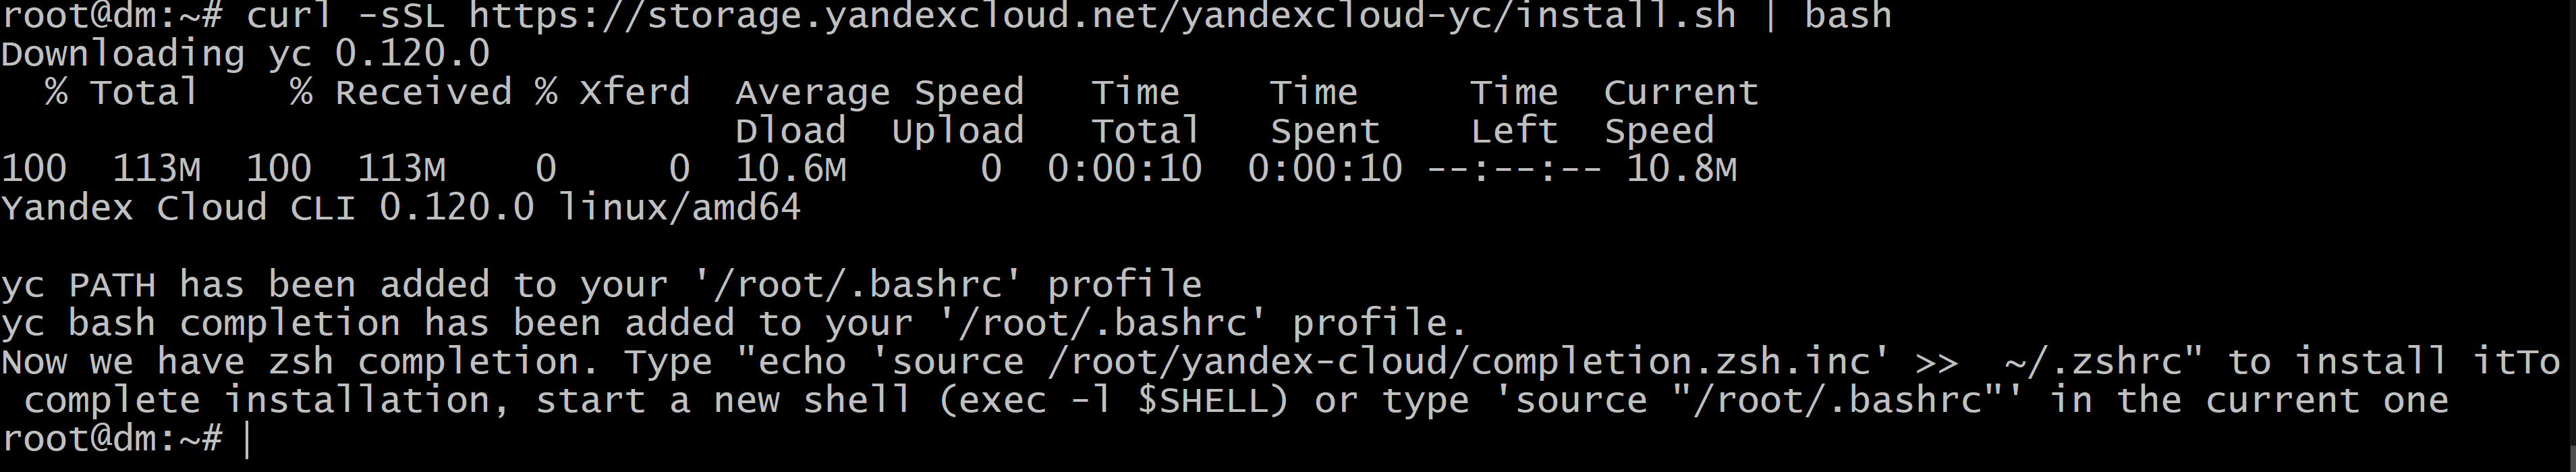 root@dm:~# curl -sSL https://storage.yandexcloud.net/yandexcloud-yc/install.sh | bash
Downloading yc 0.120.0
  % Total    % Received % Xferd  Average Speed   Time    Time     Time  Current
                                 Dload  Upload   Total   Spent    Left  Speed
100  113M  100  113M    0     0  10.6M      0  0:00:10  0:00:10 --:--:-- 10.8M
Yandex Cloud CLI 0.120.0 linux/amd64

yc PATH has been added to your '/root/.bashrc' profile
yc bash completion has been added to your '/root/.bashrc' profile.
Now we have zsh completion. Type "echo 'source /root/yandex-cloud/completion.zsh.inc' >>  ~/.zshrc" to install itTo
 complete installation, start a new shell (exec -l $SHELL) or type 'source "/root/.bashrc"' in the current one
root@dm:~#